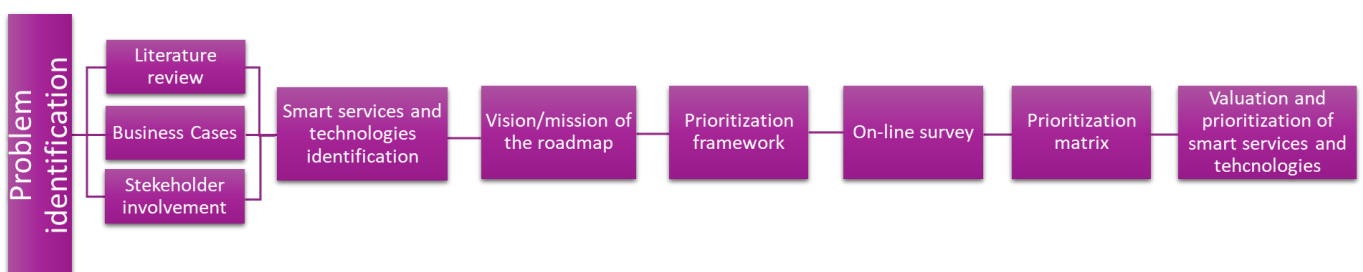 Problem
identification
Literature
review
Business Cases
Stekeholder
involvement
Smart services and
technologies
identification
Vision/mission of
the roadmap
Prioritization
framework
On-line survey
Prioritization
matrix
Valuation and
prioritization of
smart services and
tehcnologies